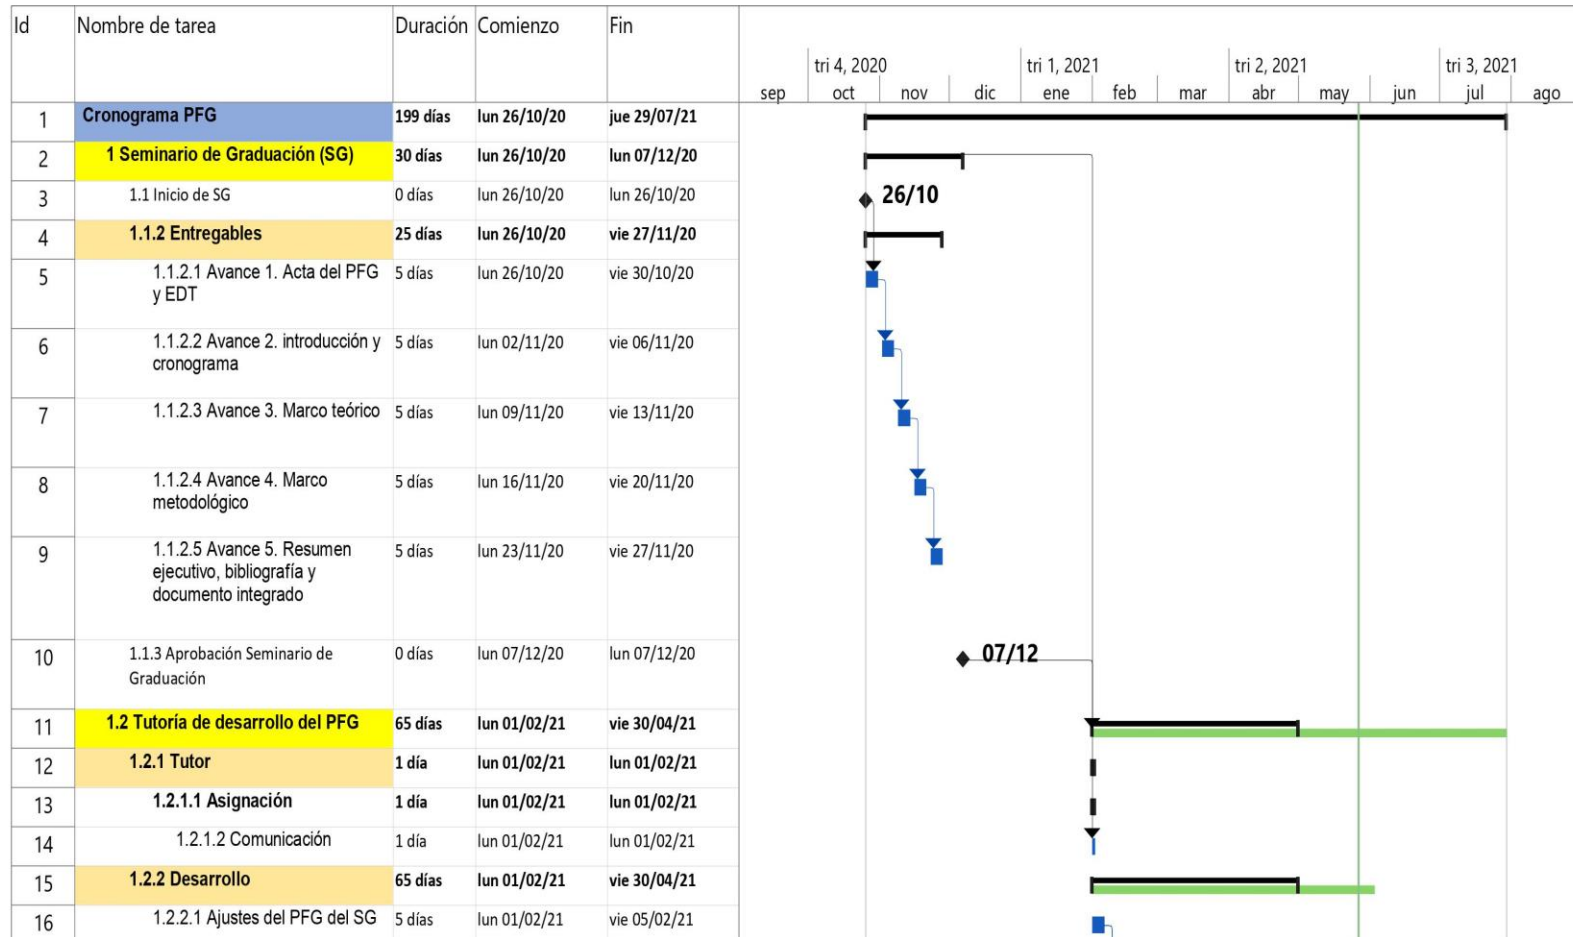 Id Nombre de tarea Duración Comienzo Fin
tri 4, 2020 tri 1, 2021 tri 2, 2021 tri 3, 2021
sep oct nov dic ene feb mar abr may jun jul ago
1 Cronograma PFG 199 días lun 26/10/20 jue 29/07/21
2 1 Seminario de Graduación (SG) 30 días lun 26/10/20 lun 07/12/20
3 1.1 Inicio de SG 0 días lun 26/10/20 lun 26/10/20 26/10
4 1.1.2 Entregables 25 días lun 26/10/20 vie 27/11/20
5 1.1.2.1 Avance 1. Acta del PFG 5 días lun 26/10/20 vie 30/10/20
y EDT
6 1.1.2.2 Avance 2. introducción y 5 días lun 02/11/20 vie 06/11/20
cronograma
7 1.1.2.3 Avance 3. Marco teórico 5 días lun 09/11/20 vie 13/11/20
8 1.1.2.4 Avance 4. Marco 5 días lun 16/11/20 vie 20/11/20
metodológico
9 1.1.2.5 Avance 5. Resumen 5 días lun 23/11/20 vie 27/11/20
ejecutivo, bibliografía y
documento integrado
10 1.1.3 Aprobación Seminario de 0 días lun 07/12/20 lun 07/12/20 07/12
Graduación
11 1.2 Tutoría de desarrollo del PFG 65 días lun 01/02/21 vie 30/04/21
12 1.2.1 Tutor 1 día lun 01/02/21 lun 01/02/21
13 1.2.1.1 Asignación 1 día lun 01/02/21 lun 01/02/21
14 1.2.1.2 Comunicación 1 día lun 01/02/21 lun 01/02/21
15 1.2.2 Desarrollo 65 días lun 01/02/21 vie 30/04/21
16 1.2.2.1 Ajustes del PFG del SG 5 días lun 01/02/21 vie 05/02/21